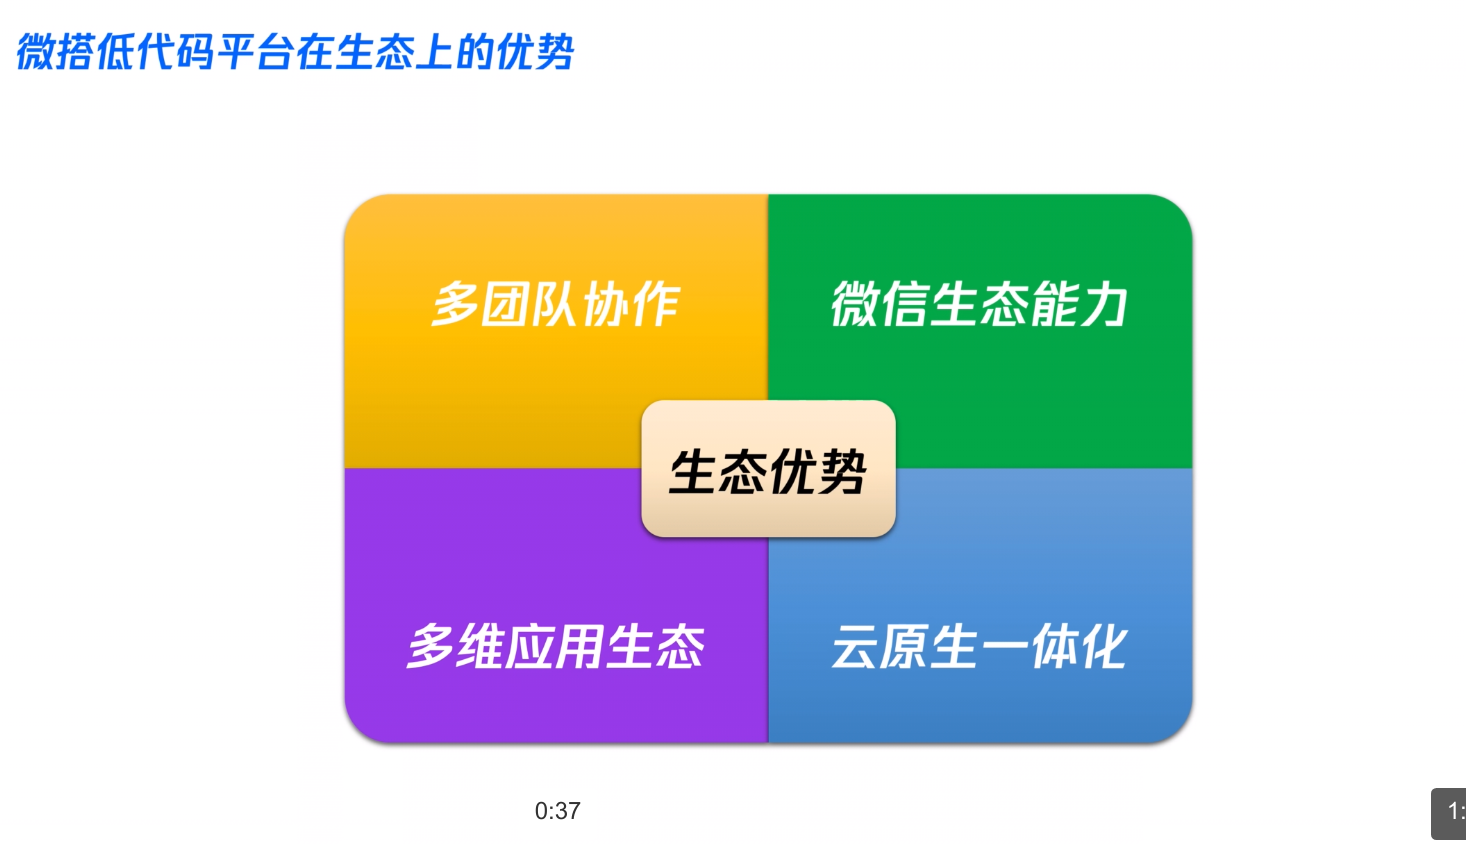 微搭低代码平台在生态上的优势
多团队协作
微信生态能力
生态优势
多维应用生态
云原生一体化
0:37
1: